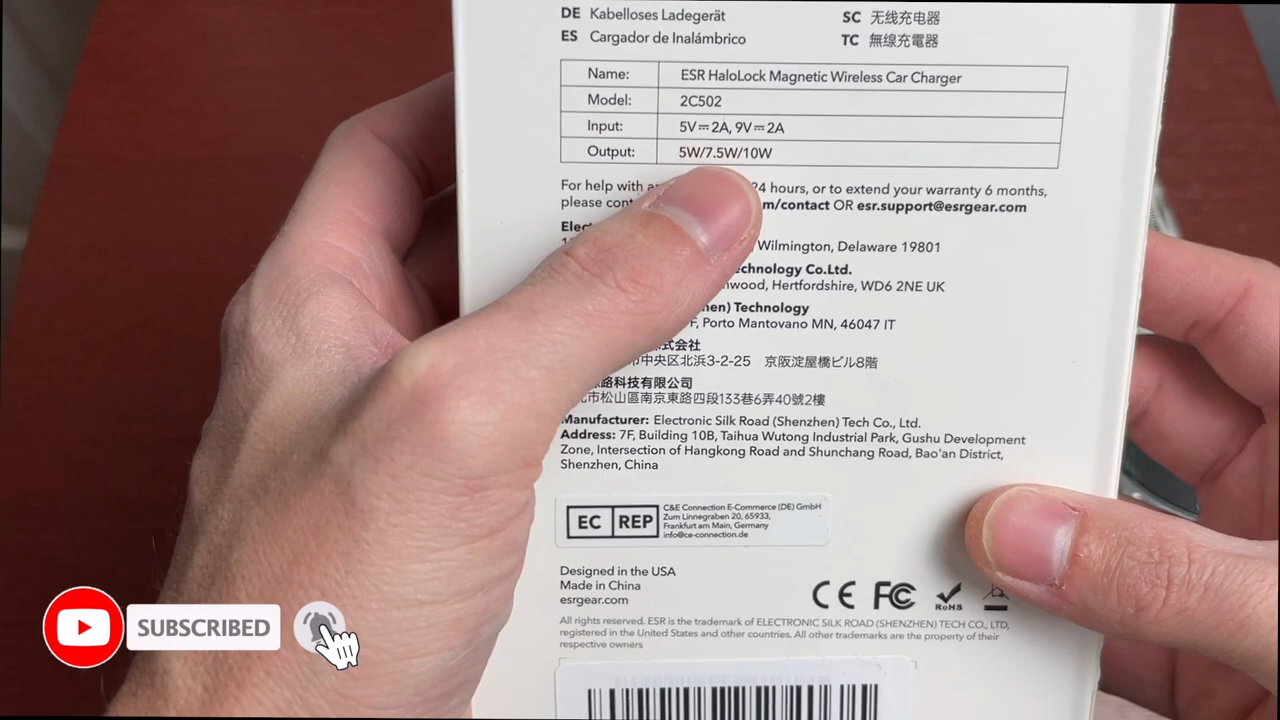 DE Kabelloses Ladegerät
SC 无线充电器
ES Cargador de Inalámbrico
TC 無線充電器
Name: ESR HaloLock Magnetic Wireless Car Charger
Model: 2C502
Input: 5V⎓2A, 9V⎓2A
Output: 5W/7.5W/10W
For help with 24 hours, or to extend your warranty 6 months,
please /contact OR esr.support@esrgear.com
Wilmington, Delaware 19801
Co.Ltd.
Hertfordshire, WD6 2NE UK
Technology
F, Porto Mantovano MN, 46047 IT
式会社
市中央区北浜3-2-25 京阪淀屋橋ビル8階
路科技有限公司
北市松山區南京東路四段133巷6弄40號2樓
Manufacturer: Electronic Silk Road (Shenzhen) Tech Co., Ltd.
Address: 7F, Building 10B, Taihua Wutong Industrial Park, Gushu Development
Zone, Intersection of Hangkong Road and Shunchang Road, Bao'an District,
Shenzhen, China
EC REP
C&E Connection E-Commerce (DE) GmbH
Zum Linnegraben 20, 65933,
Frankfurt am Main, Germany
info@ce-connection.de
Designed in the USA
Made in China
esrgear.com
CE FC RoHS
All rights reserved. ESR is the trademark of ELECTRONIC SILK ROAD (SHENZHEN) TECH CO., LTD,
registered in the United States and other countries. All other trademarks are the property of their
respective owners
SUBSCRIBED